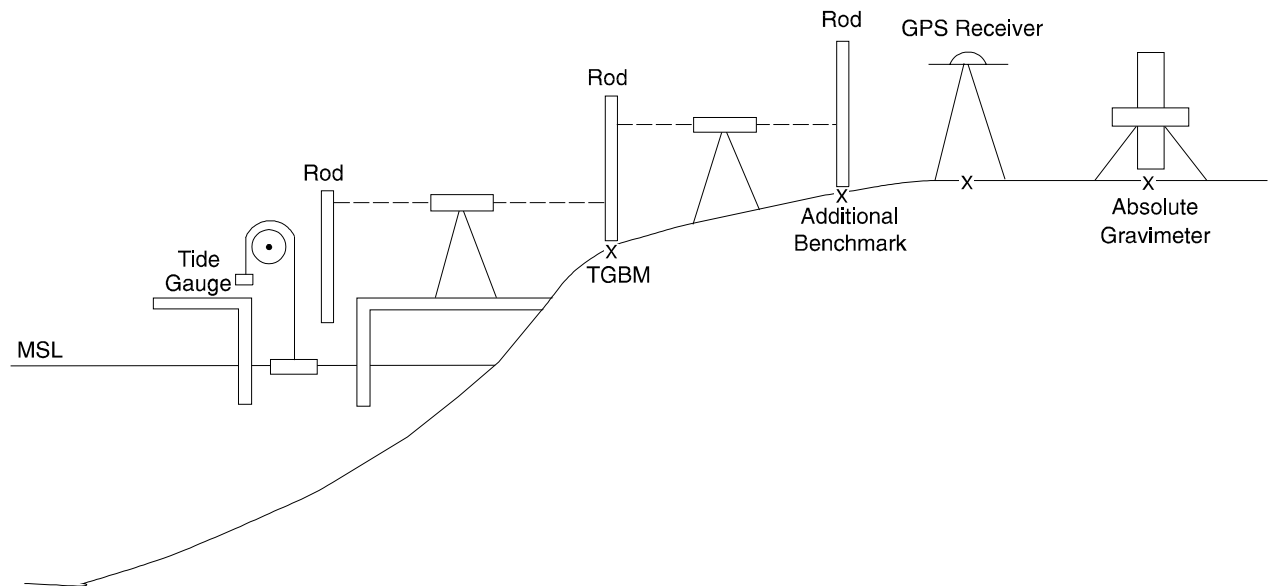 Rod
GPS Receiver
Rod
Rod
Tide
Gauge
TGBM
Additional
Benchmark
Absolute
Gravimeter
MSL
X
X
X
X